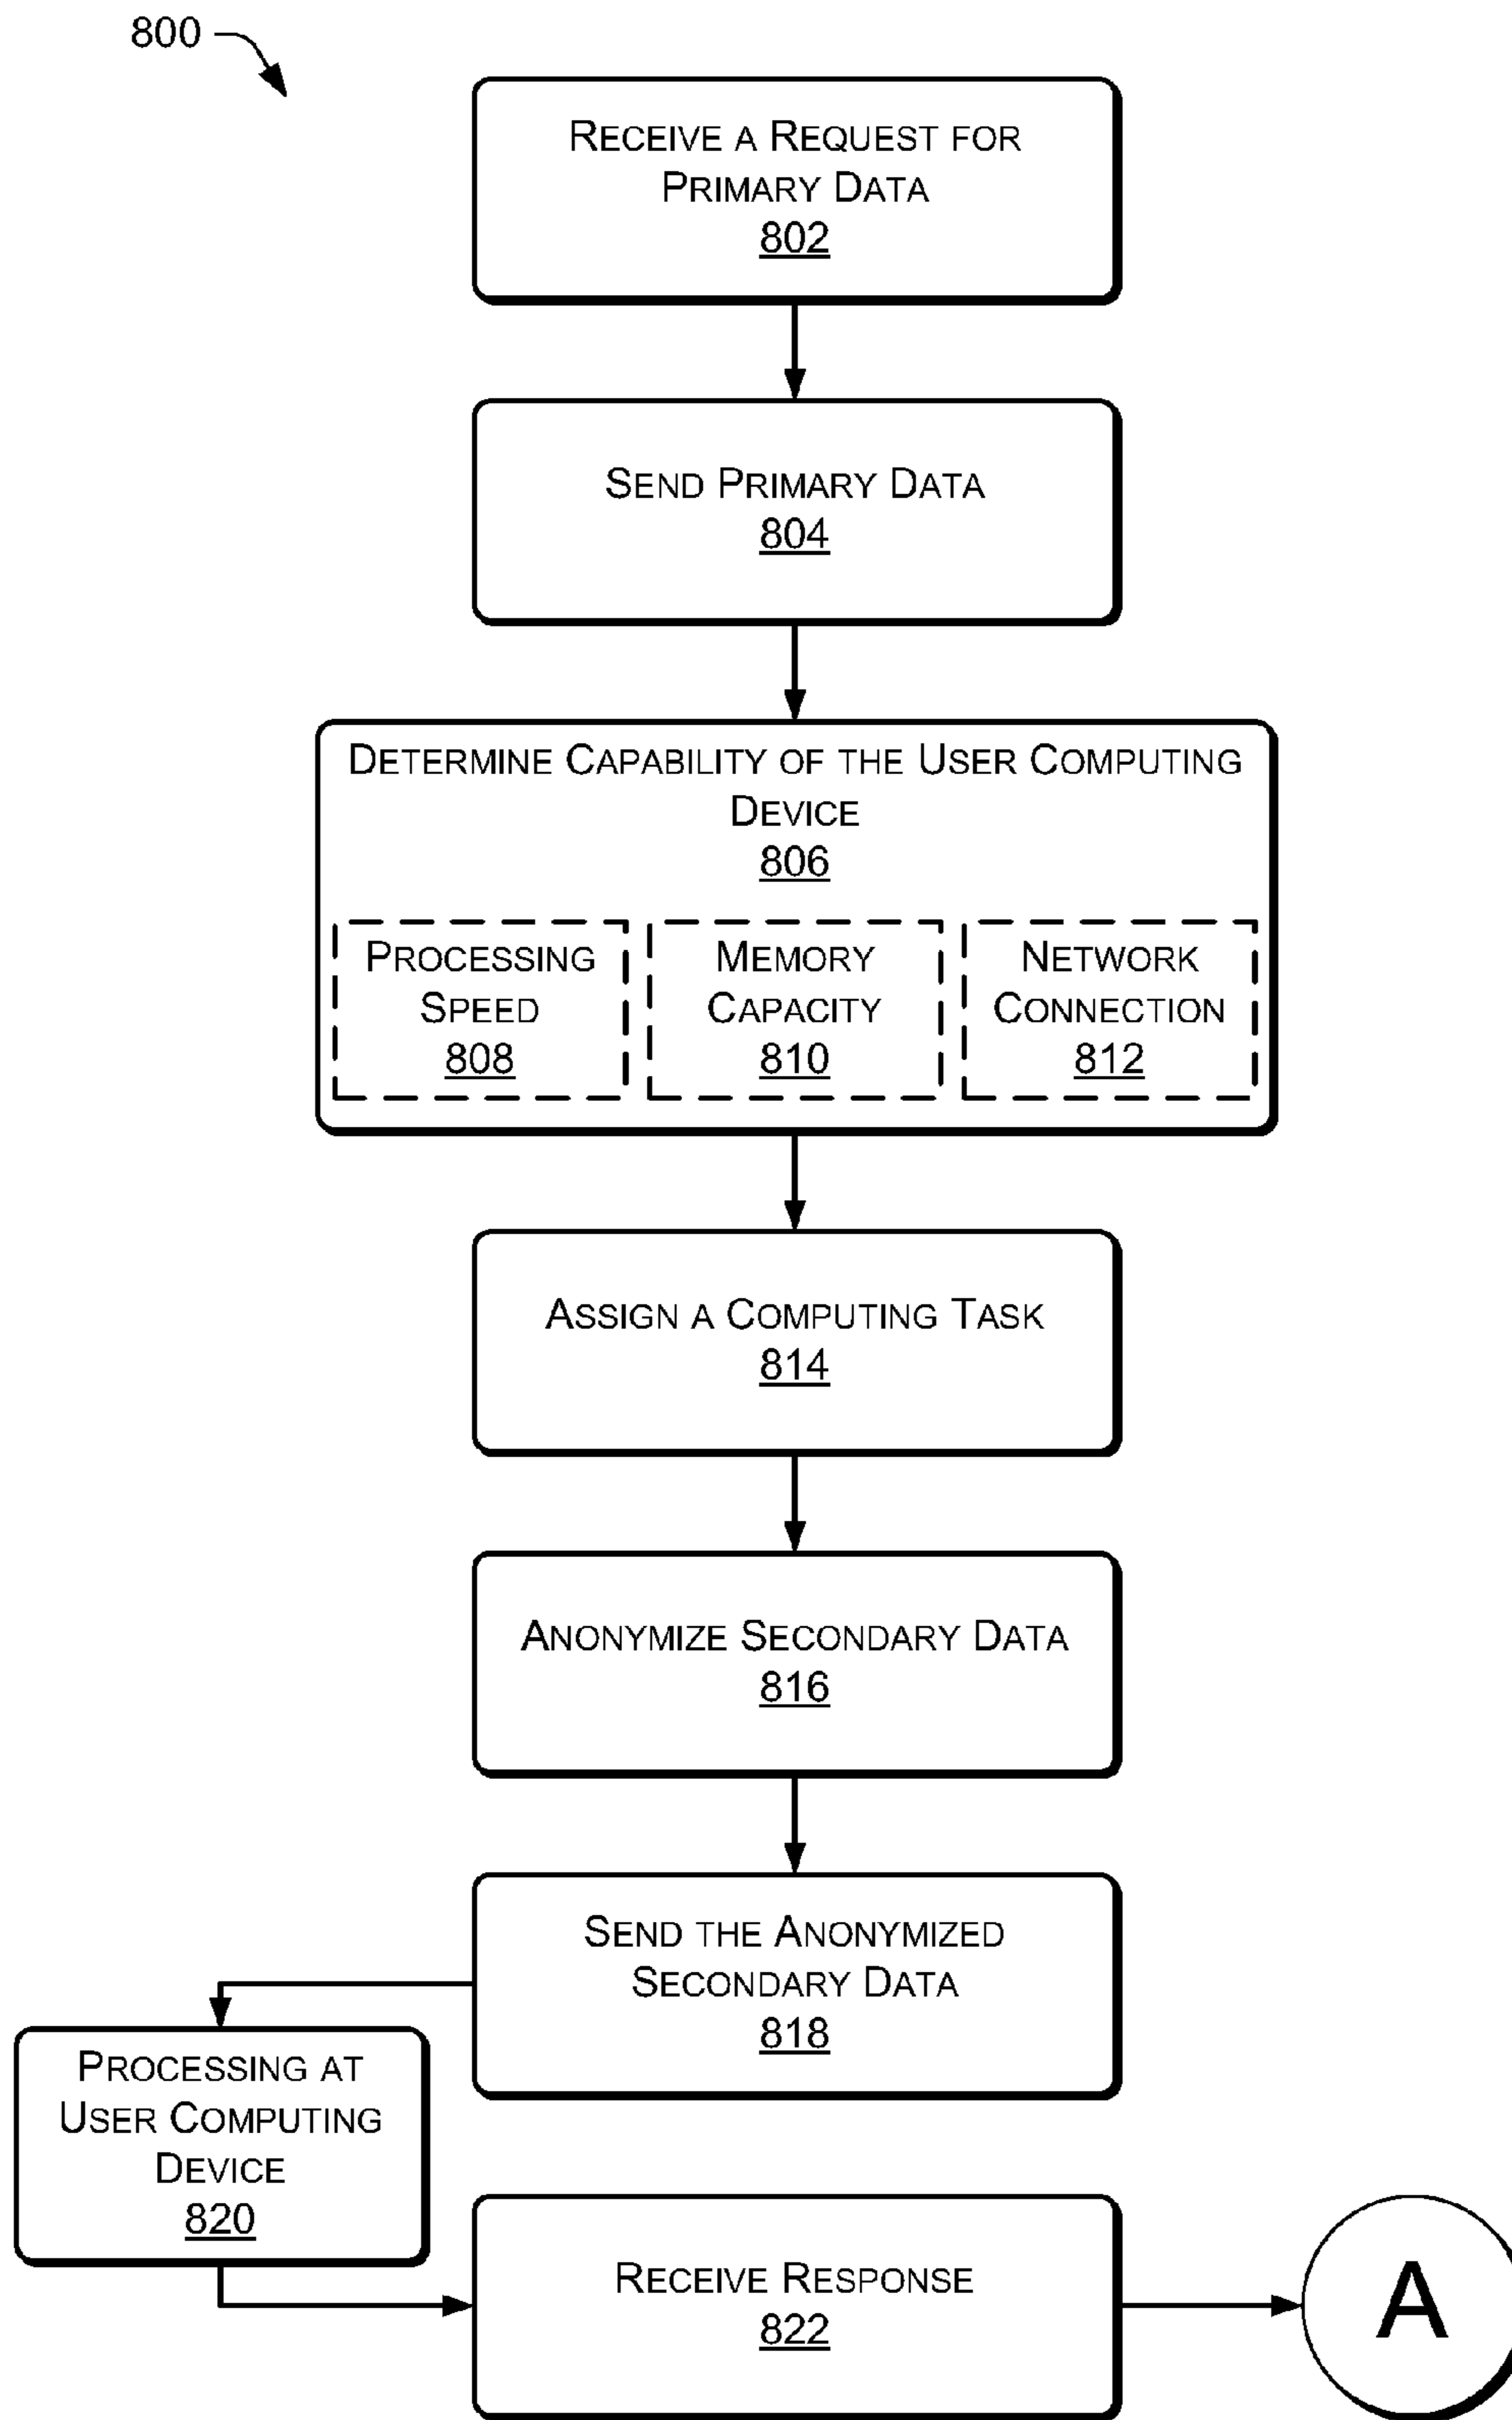 800
RECEIVE A REQUEST FOR
PRIMARY DATA
802
SEND PRIMARY DATA
804
DETERMINE CAPABILITY OF THE USER COMPUTING
DEVICE
806
PROCESSING
SPEED
808
MEMORY
CAPACITY
810
NETWORK
CONNECTION
812
ASSIGN A COMPUTING TASK
814
ANONYMIZE SECONDARY DATA
816
SEND THE ANONYMIZED
SECONDARY DATA
818
PROCESSING AT
USER COMPUTING
DEVICE
820
RECEIVE RESPONSE
822
A